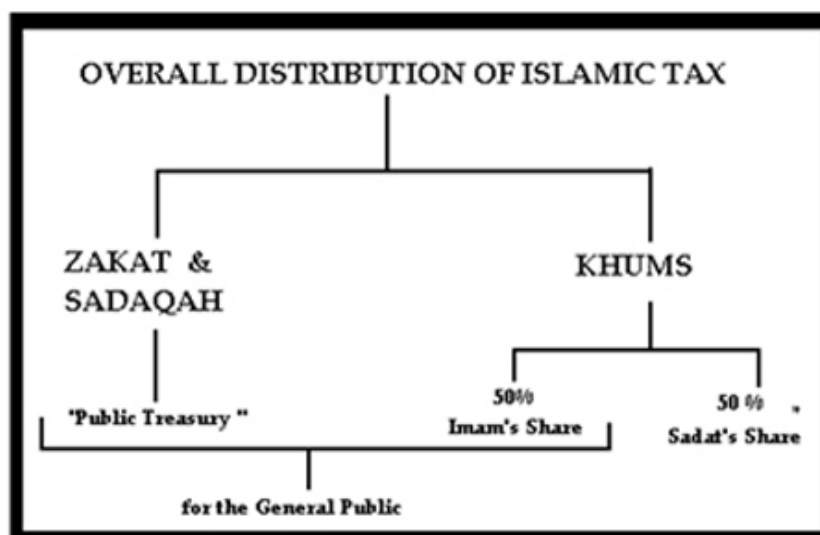 OVERALL DISTRIBUTION OF ISLAMIC TAX
ZAKAT &
SADAQAH
KHUMS
"Public Treasury "
50%
Imam's Share
50 % "
Sadat's Share
for the General Public